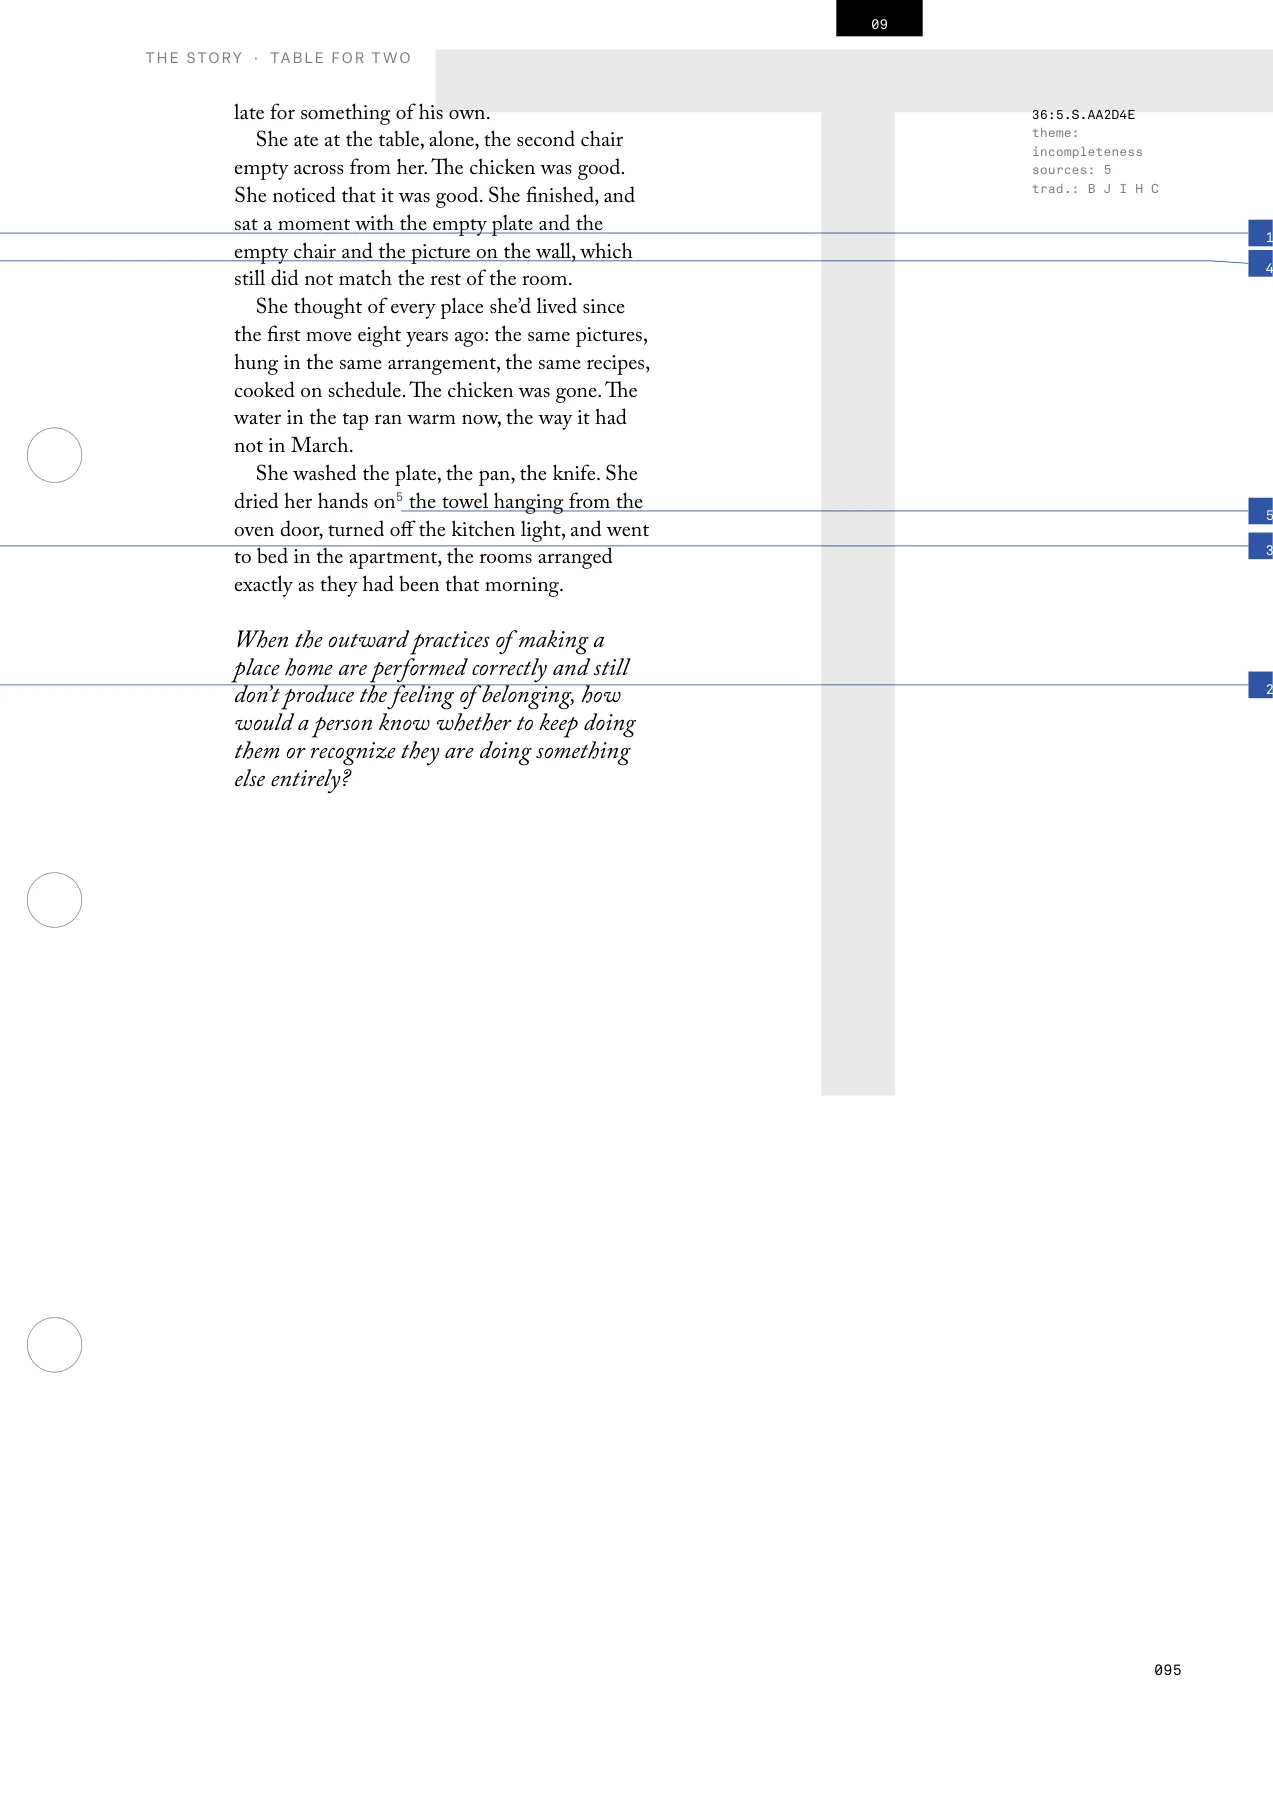 09
THE STORY · TABLE FOR TWO
late for something of his own.
She ate at the table, alone, the second chair
empty across from her. The chicken was good.
She noticed that it was good. She finished, and
sat a moment with the empty plate and the
empty chair and the picture on the wall, which
still did not match the rest of the room.
She thought of every place she’d lived since
the first move eight years ago: the same pictures,
hung in the same arrangement, the same recipes,
cooked on schedule. The chicken was gone. The
water in the tap ran warm now, the way it had
not in March.
She washed the plate, the pan, the knife. She
dried her hands on5 the towel hanging from the
oven door, turned off the kitchen light, and went
to bed in the apartment, the rooms arranged
exactly as they had been that morning.
When the outward practices of making a
place home are performed correctly and still
don’t produce the feeling of belonging, how
would a person know whether to keep doing
them or recognize they are doing something
else entirely?
36:5.S.AA2D4E
theme:
incompleteness
sources: 5
trad.: B J I H C
1
4
5
3
2
095